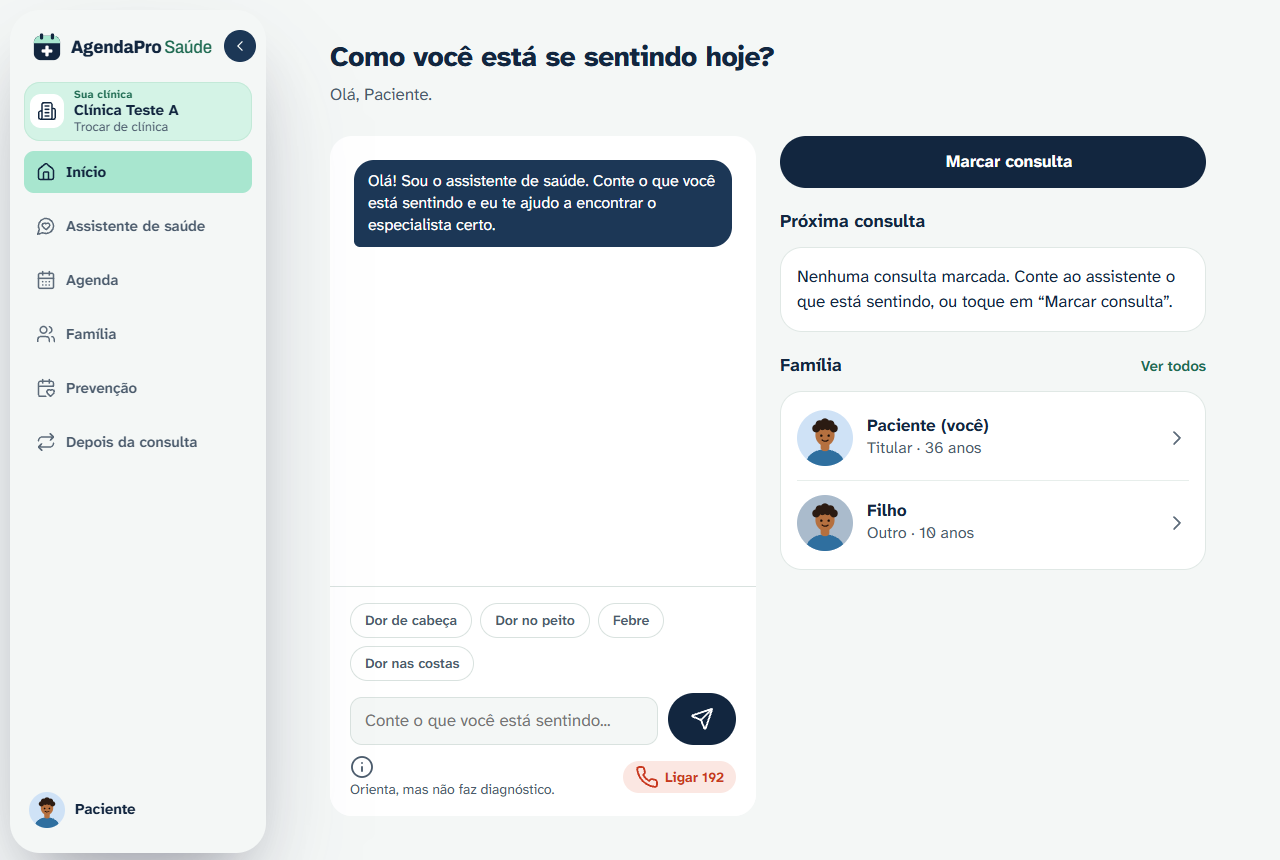 AgendaPro Saúde
Sua clínica
Clínica Teste A
Trocar de clínica
Início
Assistente de saúde
Agenda
Família
Prevenção
Depois da consulta
Paciente
Como você está se sentindo hoje?
Olá, Paciente.
Olá! Sou o assistente de saúde. Conte o que você
está sentindo e eu te ajudo a encontrar o
especialista certo.
Dor de cabeça
Dor no peito
Febre
Dor nas costas
Conte o que você está sentindo...
Orienta, mas não faz diagnóstico.
Ligar 192
Marcar consulta
Próxima consulta
Nenhuma consulta marcada. Conte ao assistente o
que está sentindo, ou toque em “Marcar consulta”.
Família
Ver todos
Paciente (você)
Titular · 36 anos
Filho
Outro · 10 anos